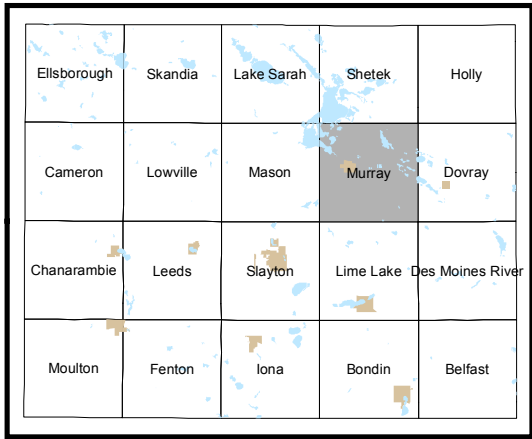 Ellsborough
Skandia
Lake Sarah
Shetek
Holly
Cameron
Lowville
Mason
Murray
Dovray
Chanarambie
Leeds
Slayton
Lime Lake
Des Moines River
Moulton
Fenton
Iona
Bondin
Belfast